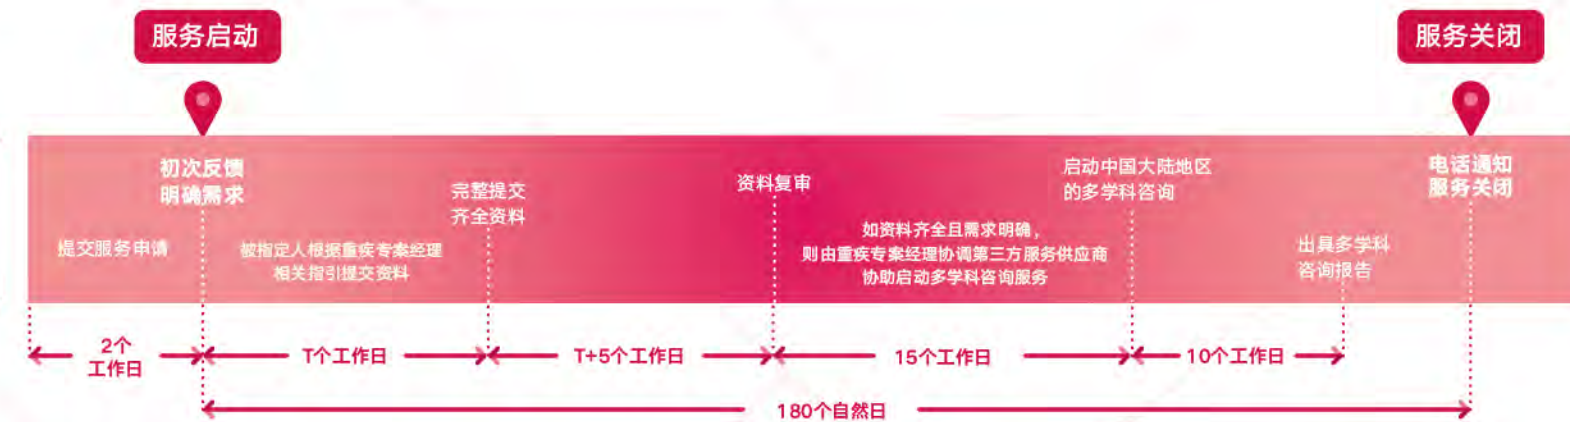 服务启动
服务关闭
初次反馈
明确需求
提交服务申请
被指定人根据重疾专案经理
相关指引提交资料
完整提交
齐全资料
资料复审
如资料齐全且需求明确，
则由重疾专案经理协调第三方服务供应商
协助启动多学科咨询服务
启动中国大陆地区
的多学科咨询
出具多学科
咨询报告
电话通知
服务关闭
2个
工作日
T个工作日
T+5个工作日
15个工作日
10个工作日
180个自然日